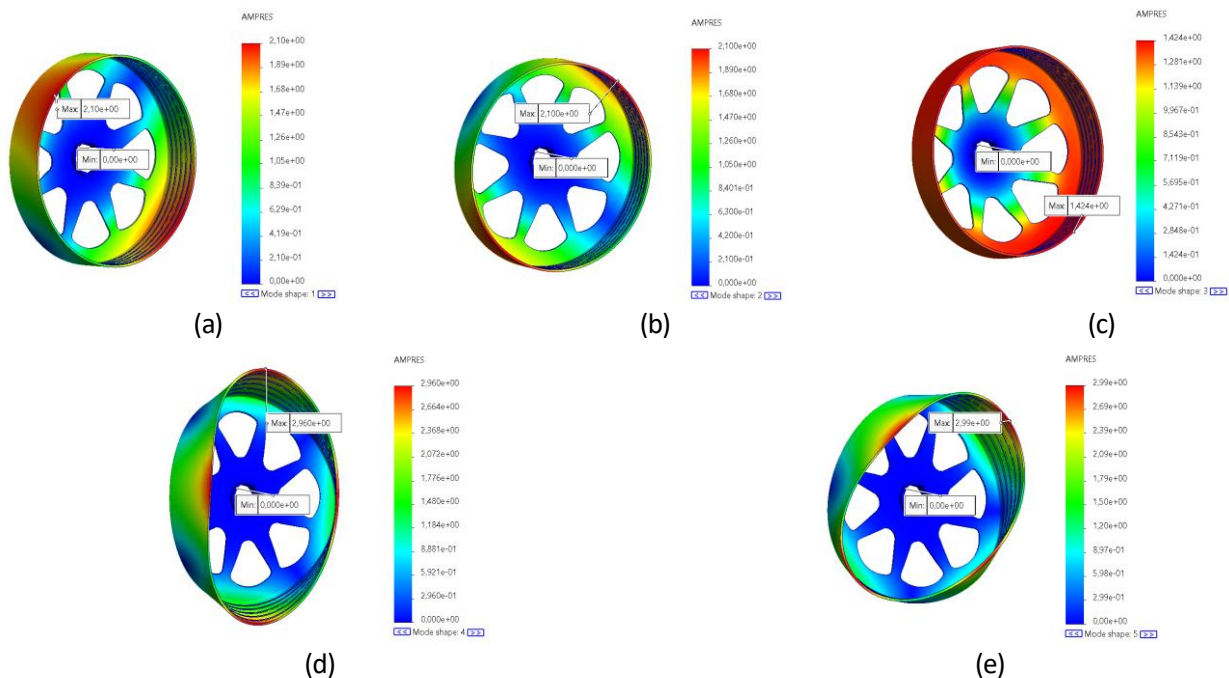 AMPRES
2,10e+00
1,89e+00
1,68e+00
1,47e+00
1,26e+00
1,05e+00
8,39e-01
6,29e-01
4,19e-01
2,10e-01
0,00e+00
Max: 2,10e+00
Min: 0,00e+00
<< Mode shape: 1 >>
(a)
AMPRES
2,100e+00
1,890e+00
1,680e+00
1,470e+00
1,260e+00
1,050e+00
8,401e-01
6,300e-01
4,200e-01
2,100e-01
0,000e+00
Max: 2,100e+00
Min: 0,000e+00
<< Mode shape: 2 >>
(b)
AMPRES
1,424e+00
1,281e+00
1,139e+00
9,967e-01
8,543e-01
7,119e-01
5,695e-01
4,271e-01
2,848e-01
1,424e-01
0,000e+00
Min: 0,000e+00
Max: 1,424e+00
<< Mode shape: 3 >>
(c)
AMPRES
2,960e+00
2,664e+00
2,368e+00
2,072e+00
1,776e+00
1,480e+00
1,184e+00
8,881e-01
5,921e-01
2,960e-01
0,000e+00
Max: 2,960e+00
Min: 0,000e+00
<< Mode shape: 4 >>
(d)
AMPRES
2,99e+00
2,69e+00
2,39e+00
2,09e+00
1,79e+00
1,50e+00
1,20e+00
8,97e-01
5,98e-01
2,99e-01
0,00e+00
Max: 2,99e+00
Min: 0,00e+00
<< Mode shape: 5 >>
(e)